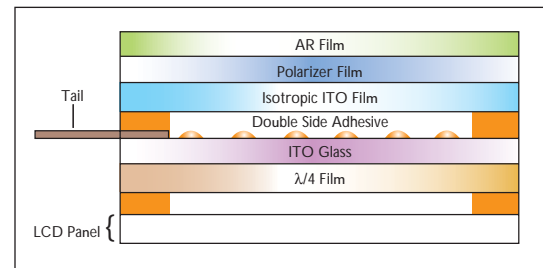 AR Film
Polarizer Film
Tail
Isotropic ITO Film
Double Side Adhesive
ITO Glass
λ/4 Film
LCD Panel {